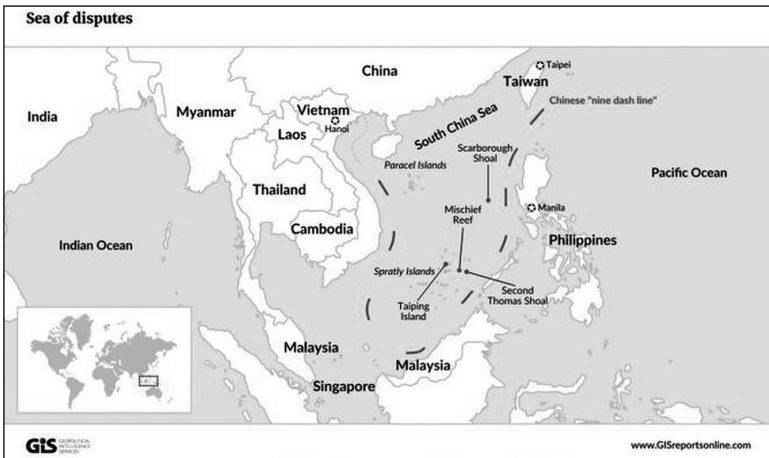 Sea of disputes
China
Taipei
Taiwan
Chinese "nine dash line"
India
Myanmar
Vietnam
Hanoi
Laos
South China Sea
Scarborough
Shoal
Paracel Islands
Pacific Ocean
Thailand
Mischief
Reef
Manila
Cambodia
Philippines
Indian Ocean
Spratly Islands
Taiping
Island
Second
Thomas Shoal
Malaysia
Malaysia
Singapore
GIS
GEOPOLITICAL
INTELLIGENCE
SERVICES
www.GISreportsonline.com